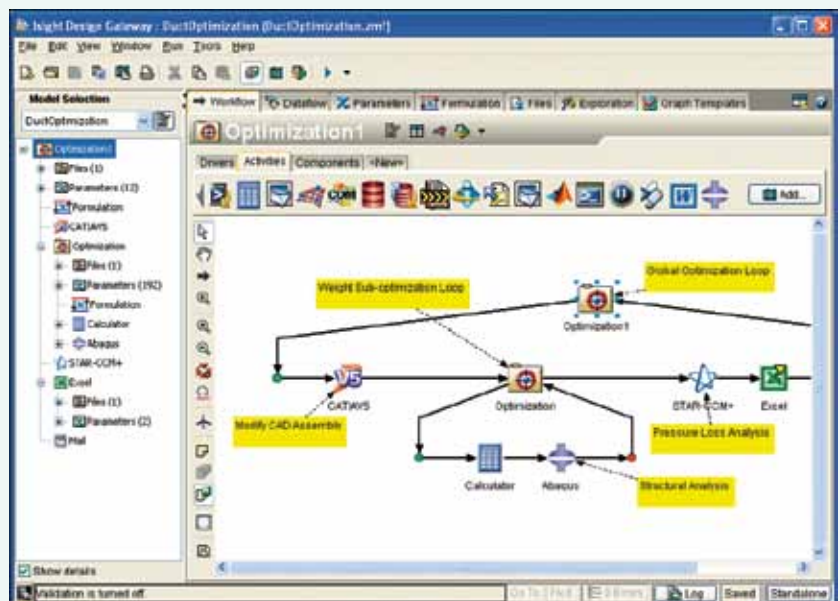 Isight Design Gateway : DuctOptimization (DuctOptimization.zmf)
File Edit View Window Run Tools Help
Model Selection
DuctOptimization
Optimization1
Files (1)
Parameters (12)
Formulation
CATIAV5
Optimization
Files (1)
Parameters (192)
Formulation
Calculator
Abaqus
STAR-CCM+
Excel
Files (1)
Parameters (2)
Mail
Show details
Workflow Dataflow Parameters Formulation Files Exploration Graph Templates
Optimization1
Drivers Activities Components <New>
COM
Add...
Global Optimization Loop
Weight Sub-optimization Loop
Optimization1
CATIAV5
Optimization
STAR-CCM+
Excel
Modify CAD Assembly
Pressure Loss Analysis
Calculator
Abaqus
Structural Analysis
Validation is turned off.
Log Saved Standalone